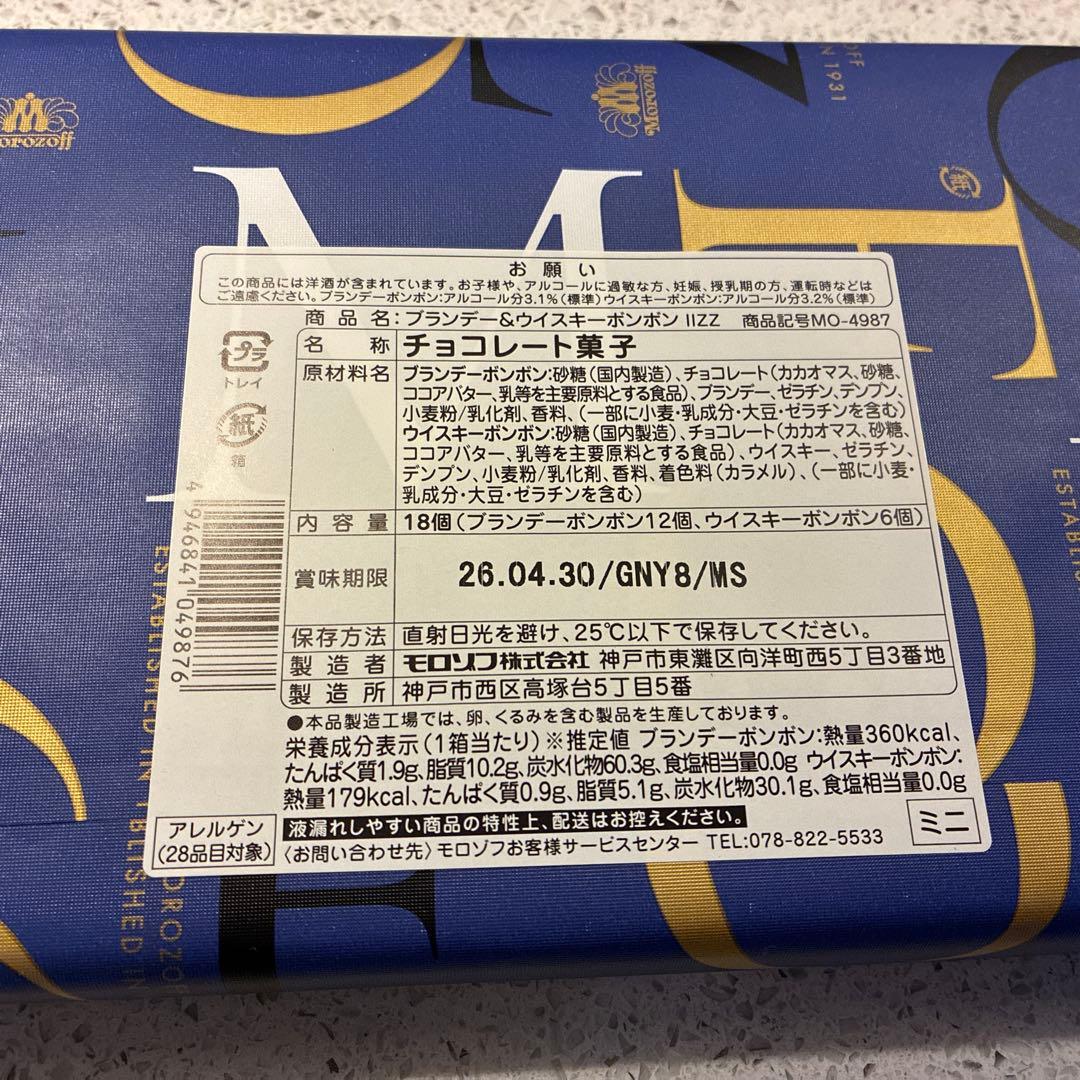 Morozoff
Morozoff
OFF
N 1931
紙
お願い
この商品には洋酒が含まれています。お子様や、アルコールに過敏な方、妊娠、授乳期の方、運転時などは
ご遠慮ください。ブランデーボンボン:アルコール分3.1%(標準)ウイスキーボンボン:アルコール分3.2%(標準)
商品名:ブランデー&ウイスキーボンボン IIZZ 商品記号MO-4987
プラ
トレイ
紙
箱
名称 チョコレート菓子
原材料名 ブランデーボンボン:砂糖(国内製造)、チョコレート(カカオマス、砂糖、
ココアバター、乳等を主要原料とする食品)、ブランデー、ゼラチン、デンプン、
小麦粉/乳化剤、香料、(一部に小麦・乳成分・大豆・ゼラチンを含む)
ウイスキーボンボン:砂糖(国内製造)、チョコレート(カカオマス、砂糖、
ココアバター、乳等を主要原料とする食品)、ウイスキー、ゼラチン、
デンプン、小麦粉/乳化剤、香料、着色料(カラメル)、(一部に小麦・
乳成分・大豆・ゼラチンを含む)
内容量 18個(ブランデーボンボン12個、ウイスキーボンボン6個)
賞味期限 26.04.30/GNY8/MS
保存方法 直射日光を避け、25℃以下で保存してください。
製造者 モロゾフ株式会社 神戸市東灘区向洋町西5丁目3番地
製造所 神戸市西区高塚台5丁目5番
4 946841 049876
●本品製造工場では、卵、くるみを含む製品を生産しております。
栄養成分表示(1箱当たり)※推定値 ブランデーボンボン:熱量360kcal、
たんぱく質1.9g、脂質10.2g、炭水化物60.3g、食塩相当量0.0g ウイスキーボンボン:
熱量179kcal、たんぱく質0.9g、脂質5.1g、炭水化物30.1g、食塩相当量0.0g
アレルゲン
(28品目対象)
液漏れしやすい商品の特性上、配送はお控えください。
〈お問い合わせ先〉モロゾフお客様サービスセンター TEL:078-822-5533
ミニ
ESTABLISHED IN 1
OROZO
BLISHED IN
ESTABLI